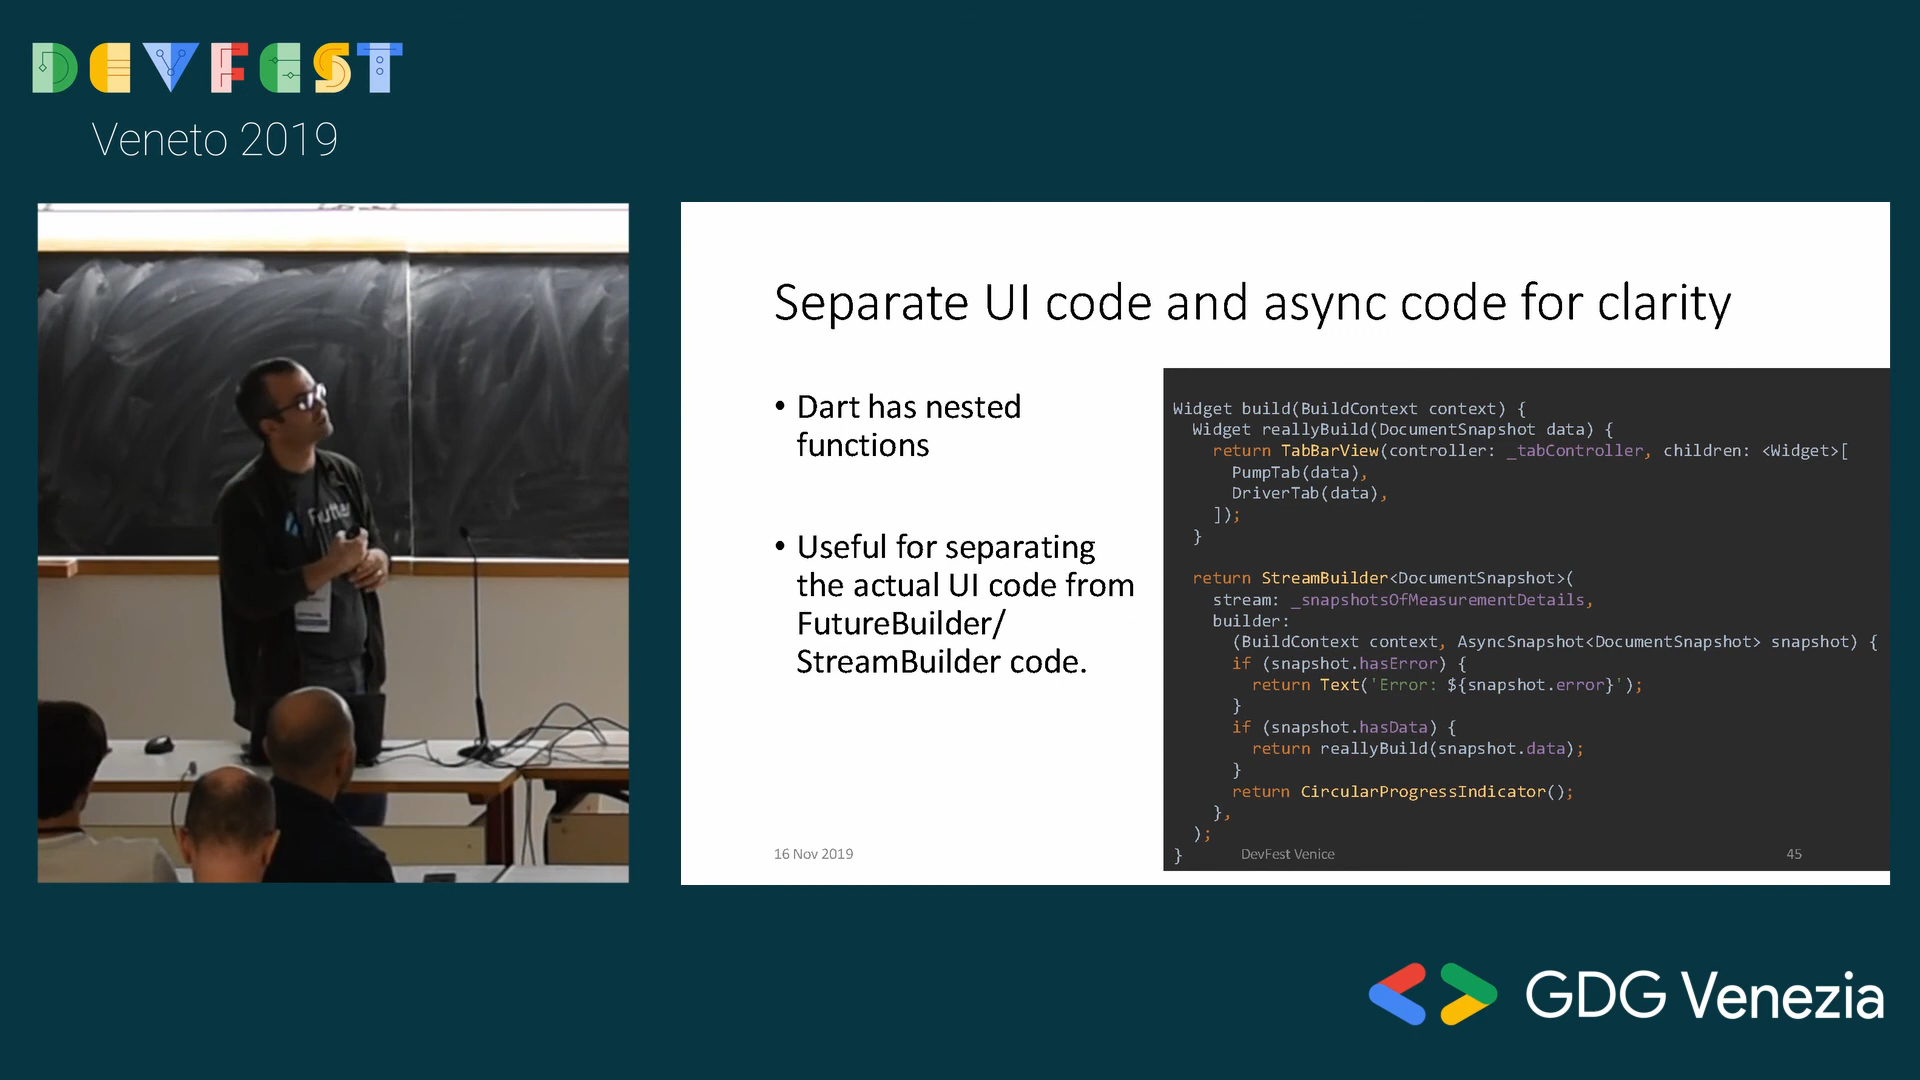 DEVFEST
Veneto 2019
Flutter
Separate UI code and async code for clarity
• Dart has nested
functions
• Useful for separating
the actual UI code from
FutureBuilder/
StreamBuilder code.
Widget build(BuildContext context) {
  Widget reallyBuild(DocumentSnapshot data) {
    return TabBarView(controller: _tabController, children: <Widget>[
      PumpTab(data),
      DriverTab(data),
    ]);
  }
  return StreamBuilder<DocumentSnapshot>(
    stream: _snapshotsOfMeasurementDetails,
    builder:
      (BuildContext context, AsyncSnapshot<DocumentSnapshot> snapshot) {
      if (snapshot.hasError) {
        return Text('Error: ${snapshot.error}');
      }
      if (snapshot.hasData) {
        return reallyBuild(snapshot.data);
      }
      return CircularProgressIndicator();
    },
  );
}
16 Nov 2019
DevFest Venice
45
GDG Venezia